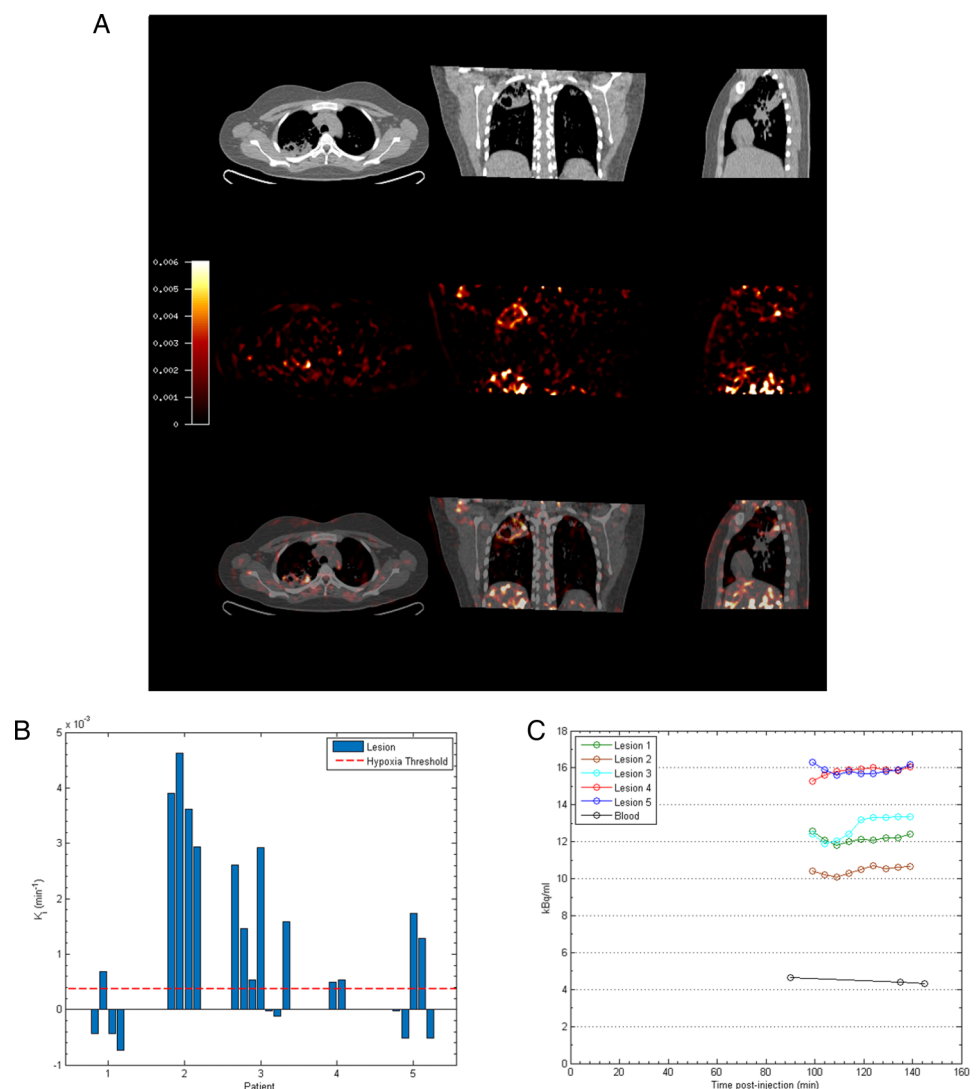 A
0.006
0.005
0.004
0.003
0.002
0.001
0
B
5 x 10⁻³
4
3
2
1
0
-1
Kᵢ (min⁻¹)
Lesion
Hypoxia Threshold
1 2 3 4 5
Patient
C
18
16
14
12
10
8
6
4
2
0
kBq/ml
Lesion 1
Lesion 2
Lesion 3
Lesion 4
Lesion 5
Blood
0 20 40 60 80 100 120 140 160
Time post-injection (min)